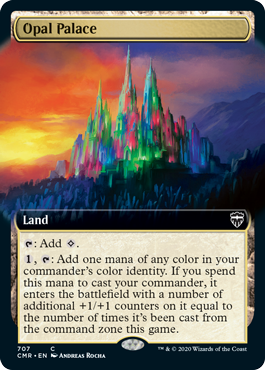 Opal Palace
Land
: Add .
1, : Add one mana of any color in your
commander's color identity. If you spend
this mana to cast your commander, it
enters the battlefield with a number
of additional +1/+1 counters on it equal to
the number of times it's been cast from
the command zone this game.
707 C
CMR • EN ANDREAS ROCHA
™ & © 2020 Wizards of the Coast